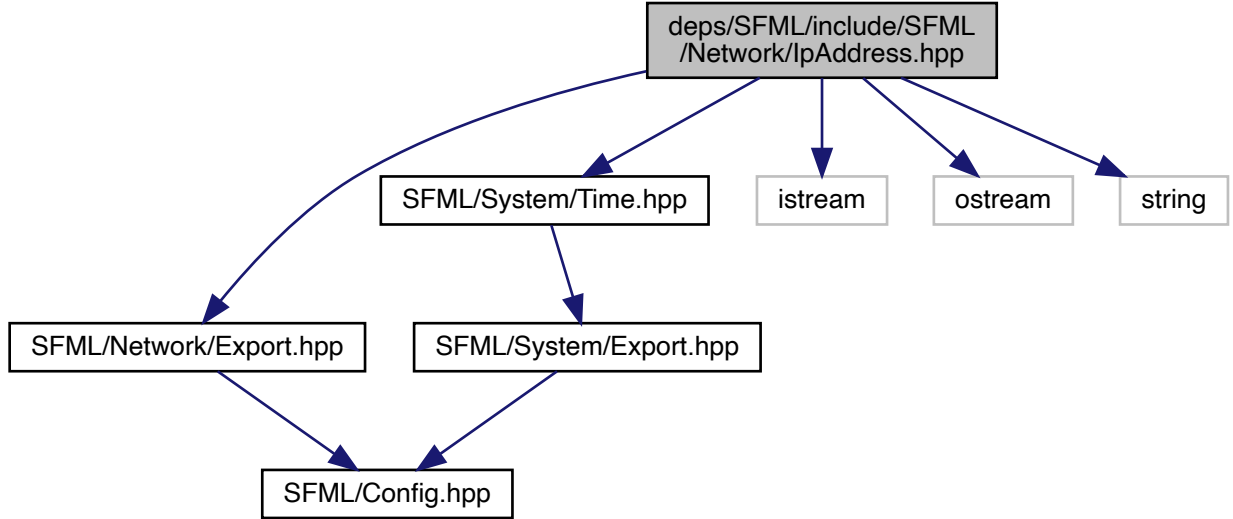 deps/SFML/include/SFML
/Network/IpAddress.hpp
SFML/System/Time.hpp
istream
ostream
string
SFML/Network/Export.hpp
SFML/System/Export.hpp
SFML/Config.hpp